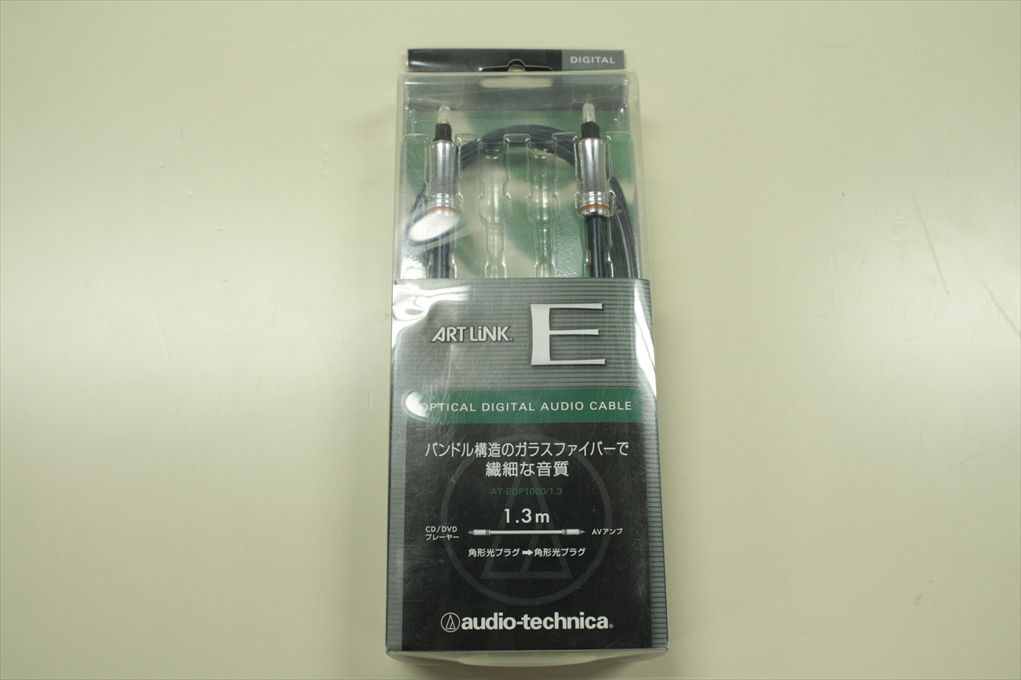 DIGITAL
ART LiNK® E
OPTICAL DIGITAL AUDIO CABLE
バンドル構造のガラスファイバーで
繊細な音質
AT-EDP1000/1.3
1.3m
CD/DVD
プレーヤー
AVアンプ
角形光プラグ➡角形光プラグ
audio-technica®